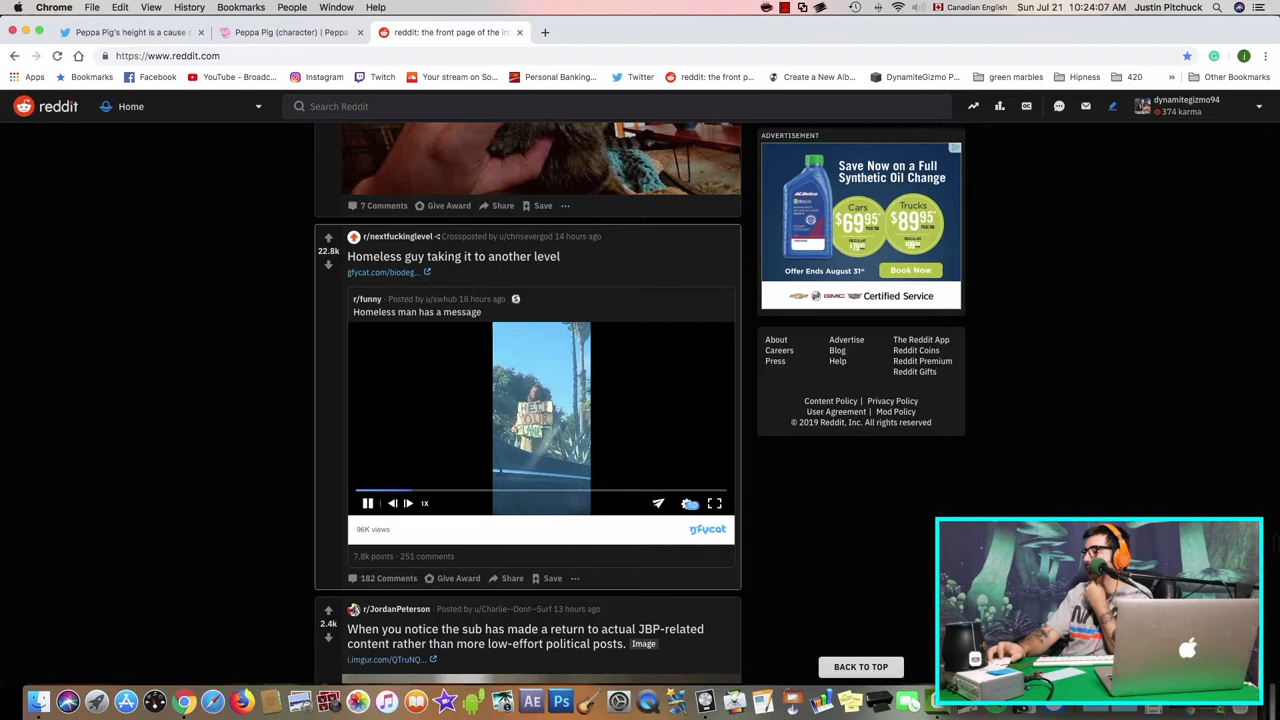 Chrome File Edit View History Bookmarks People Window Help
Canadian English Sun Jul 21 10:24:07 AM Justin Pitchuck
Peppa Pig's height is a cause c
Peppa Pig (character) | Peppa
reddit: the front page of the int
https://www.reddit.com
Apps Bookmarks Facebook YouTube - Broadc... Instagram Twitch Your stream on So... Personal Banking... Twitter reddit: the front p... Create a New Alb... DynamiteGizmo P... green marbles Hipness 420 » Other Bookmarks
reddit Home Search Reddit
dynamitegizmo94
374 karma
7 Comments Give Award Share Save
r/nextfuckinglevel Crossposted by u/chrisevergod 14 hours ago
22.8k
Homeless guy taking it to another level
gfycat.com/biodeg...
r/funny · Posted by u/swhub 18 hours ago
Homeless man has a message
HELL
YOUR
1X
96K views
gfycat
7.8k points · 251 comments
182 Comments Give Award Share Save
r/JordanPeterson · Posted by u/Charlie--Dont--Surf 13 hours ago
2.4k
When you notice the sub has made a return to actual JBP-related
content rather than more low-effort political posts. Image
i.imgur.com/QTruNQ...
ADVERTISEMENT
ACDelco
Save Now on a Full
Synthetic Oil Change
Cars
$69.95*
Trucks
$89.95*
Offer Ends August 31st
Book Now
GMC Certified Service
About Advertise The Reddit App
Careers Blog Reddit Coins
Press Help Reddit Premium
Reddit Gifts
Content Policy | Privacy Policy
User Agreement | Mod Policy
© 2019 Reddit, Inc. All rights reserved
BACK TO TOP
AE Ps